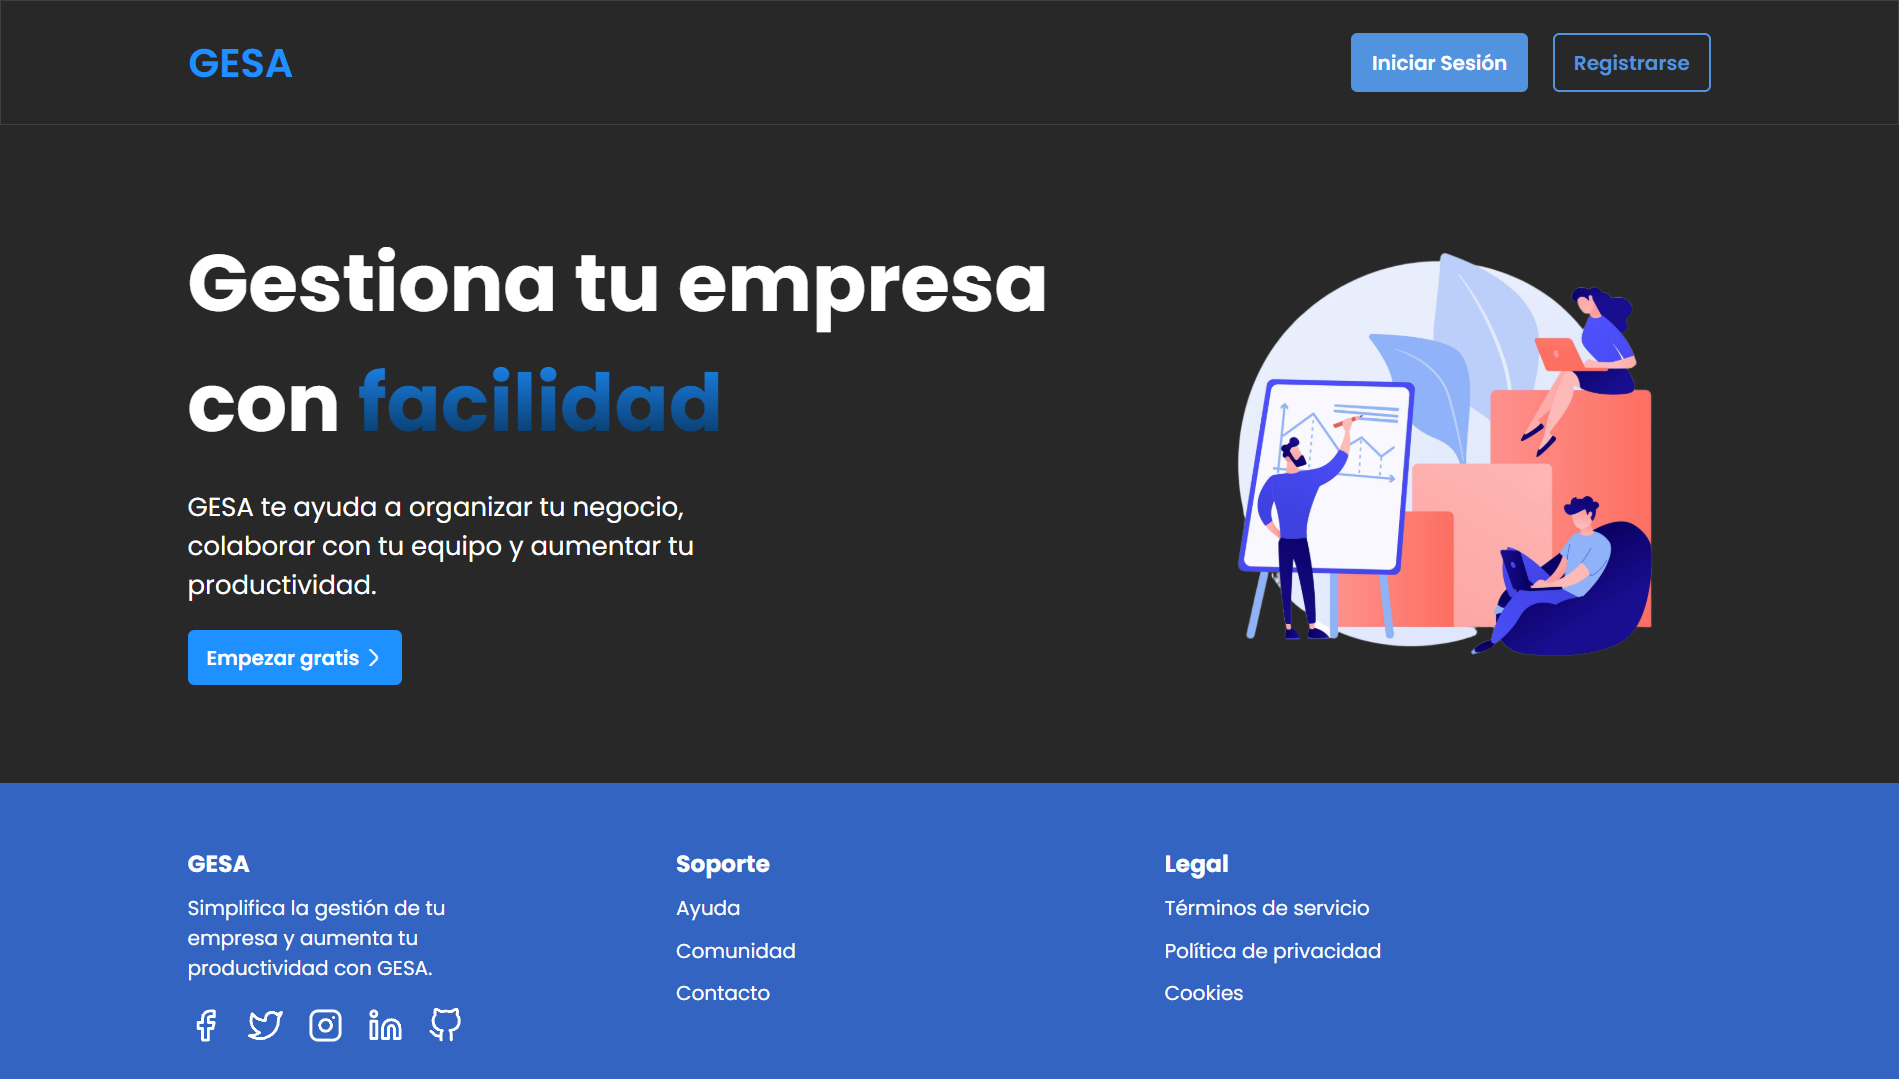 GESA
Iniciar Sesión
Registrarse
Gestiona tu empresa
con facilidad
GESA te ayuda a organizar tu negocio,
colaborar con tu equipo y aumentar tu
productividad.
Empezar gratis
GESA
Simplifica la gestión de tu
empresa y aumenta tu
productividad con GESA.
Soporte
Ayuda
Comunidad
Contacto
Legal
Términos de servicio
Política de privacidad
Cookies